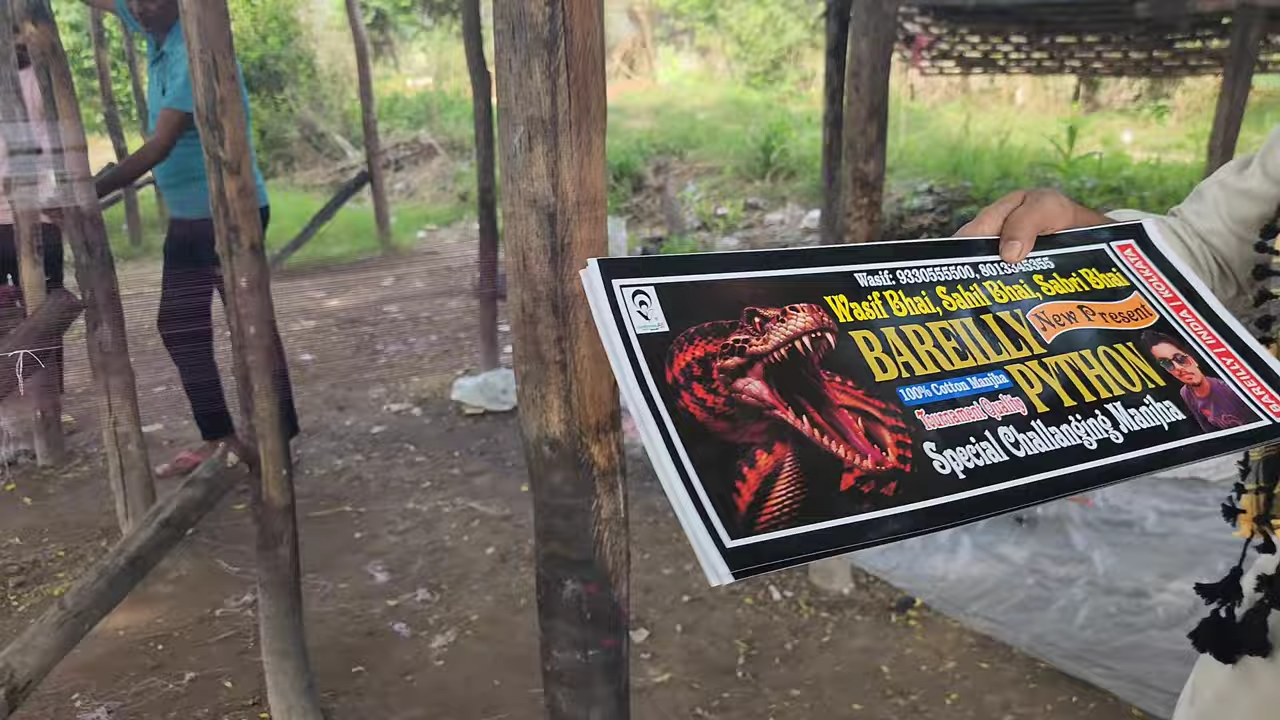 Wasif: 9330555500, 8013345355
Wasif Bhai, Sahil Bhai, Sabri Bhai
BAREILLY New Present
100% Cotton Manjha PYTHON
Tournament Quality
Special Challanging Manjha
BAREILLY | INDIA | KOLKATA